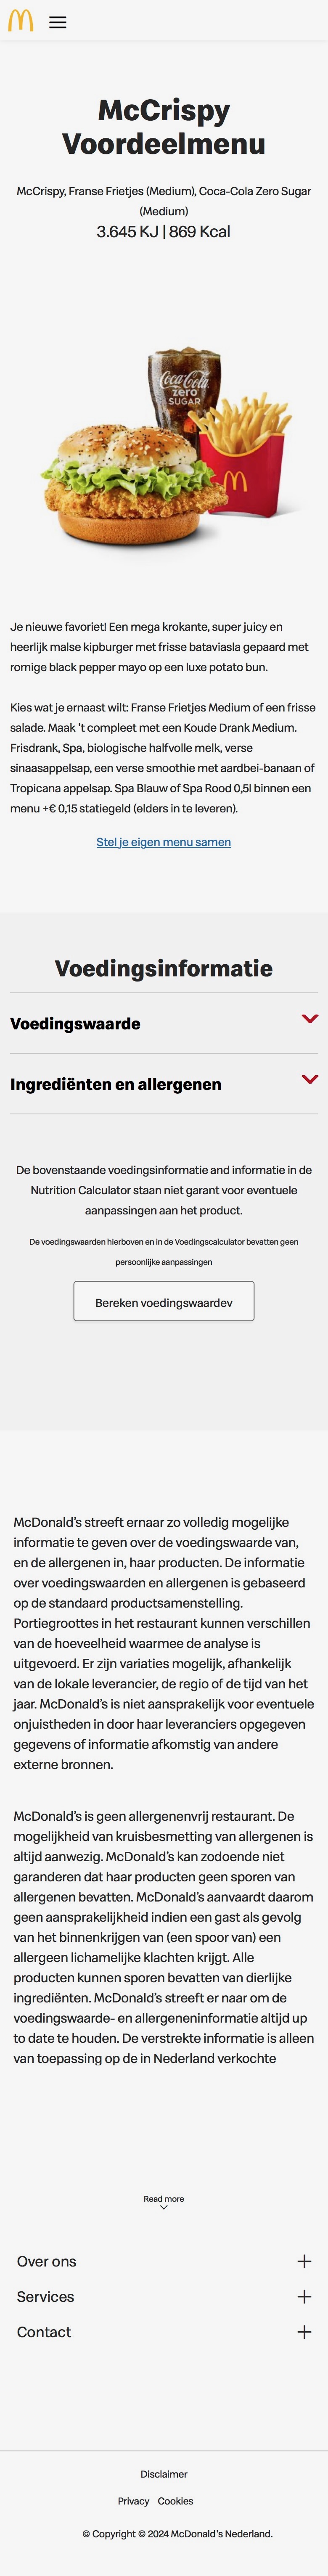 McCrispy
Voordeelmenu
McCrispy, Franse Frietjes (Medium), Coca-Cola Zero Sugar
(Medium)
3.645 KJ | 869 Kcal
Coca-Cola
zero
SUGAR
Je nieuwe favoriet! Een mega krokante, super juicy en
heerlijk malse kipburger met frisse bataviasla gepaard met
romige black pepper mayo op een luxe potato bun.
Kies wat je ernaast wilt: Franse Frietjes Medium of een frisse
salade. Maak 't compleet met een Koude Drank Medium.
Frisdrank, Spa, biologische halfvolle melk, verse
sinaasappelsap, een verse smoothie met aardbei-banaan of
Tropicana appelsap. Spa Blauw of Spa Rood 0,5l binnen een
menu +€ 0,15 statiegeld (elders in te leveren).
Stel je eigen menu samen
Voedingsinformatie
Voedingswaarde
Ingrediënten en allergenen
De bovenstaande voedingsinformatie and informatie in de
Nutrition Calculator staan niet garant voor eventuele
aanpassingen aan het product.
De voedingswaarden hierboven en in de Voedingscalculator bevatten geen
persoonlijke aanpassingen
Bereken voedingswaardev
McDonald's streeft ernaar zo volledig mogelijke
informatie te geven over de voedingswaarde van,
en de allergenen in, haar producten. De informatie
over voedingswaarden en allergenen is gebaseerd
op de standaard productsamenstelling.
Portiegroottes in het restaurant kunnen verschillen
van de hoeveelheid waarmee de analyse is
uitgevoerd. Er zijn variaties mogelijk, afhankelijk
van de lokale leverancier, de regio of de tijd van het
jaar. McDonald's is niet aansprakelijk voor eventuele
onjuistheden in door haar leveranciers opgegeven
gegevens of informatie afkomstig van andere
externe bronnen.
McDonald's is geen allergenenvrij restaurant. De
mogelijkheid van kruisbesmetting van allergenen is
altijd aanwezig. McDonald's kan zodoende niet
garanderen dat haar producten geen sporen van
allergenen bevatten. McDonald's aanvaardt daarom
geen aansprakelijkheid indien een gast als gevolg
van het binnenkrijgen van (een spoor van) een
allergeen lichamelijke klachten krijgt. Alle
producten kunnen sporen bevatten van dierlijke
ingrediënten. McDonald's streeft er naar om de
voedingswaarde- en allergeneninformatie altijd up
to date te houden. De verstrekte informatie is alleen
van toepassing op de in Nederland verkochte
Read more
Over ons
Services
Contact
Disclaimer
Privacy Cookies
© Copyright © 2024 McDonald's Nederland.